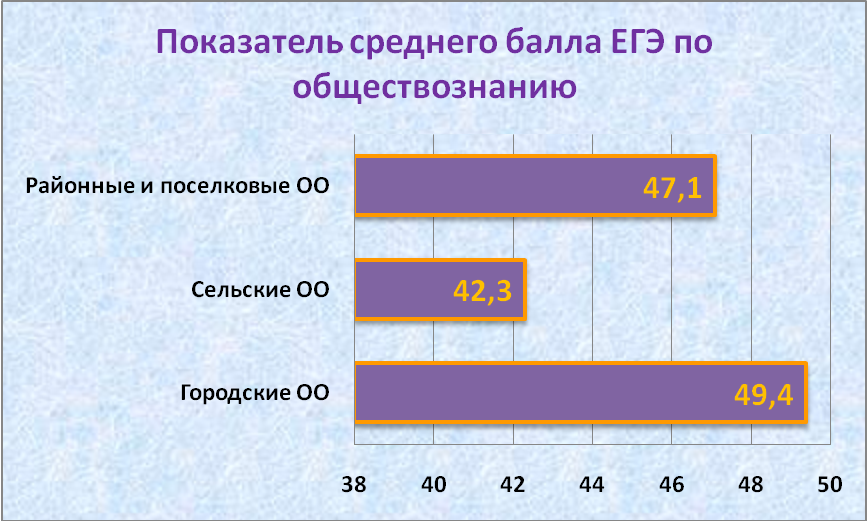 Показатель среднего балла ЕГЭ по
обществознанию
Районные и поселковые ОО
47,1
Сельские ОО
42,3
Городские ОО
49,4
38 40 42 44 46 48 50